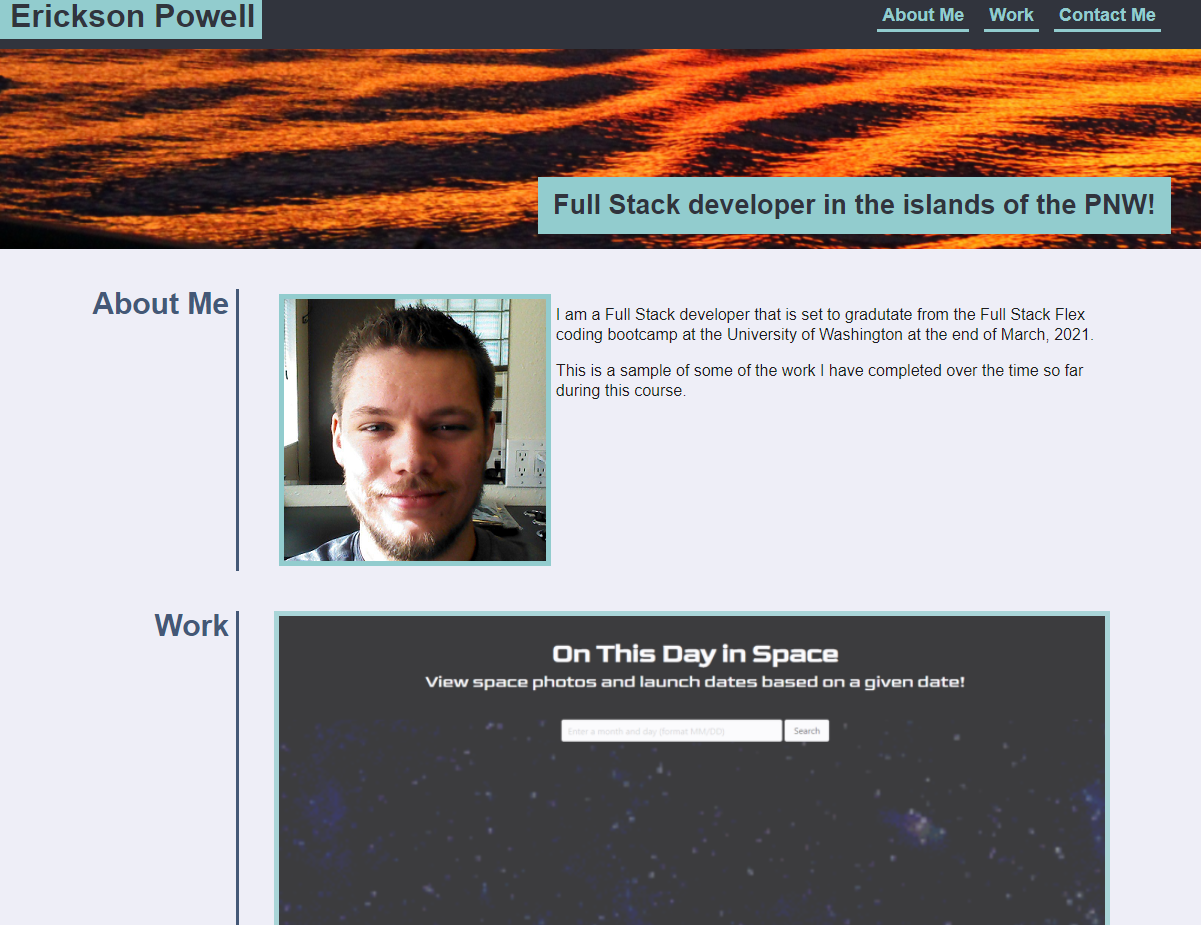 Erickson Powell
About Me Work Contact Me
Full Stack developer in the islands of the PNW!
About Me
I am a Full Stack developer that is set to gradutate from the Full Stack Flex
coding bootcamp at the University of Washington at the end of March, 2021.
This is a sample of some of the work I have completed over the time so far
during this course.
Work
On This Day in Space
View space photos and launch dates based on a given date!
Enter a month and day (format MM/DD)
Search